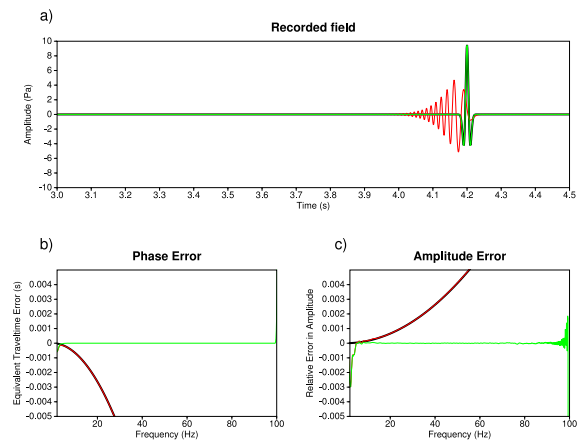 a)
Recorded field
10
8
6
4
2
0
-2
-4
-6
-8
-10
Amplitude (Pa)
3.0 3.1 3.2 3.3 3.4 3.5 3.6 3.7 3.8 3.9 4.0 4.1 4.2 4.3 4.4 4.5
Time (s)
b)
Phase Error
0.004
0.003
0.002
0.001
0
-0.001
-0.002
-0.003
-0.004
-0.005
Equivalent Traveltime Error (s)
20 40 60 80 100
Frequency (Hz)
c)
Amplitude Error
0.004
0.003
0.002
0.001
0
-0.001
-0.002
-0.003
-0.004
-0.005
Relative Error in Amplitude
20 40 60 80 100
Frequency (Hz)